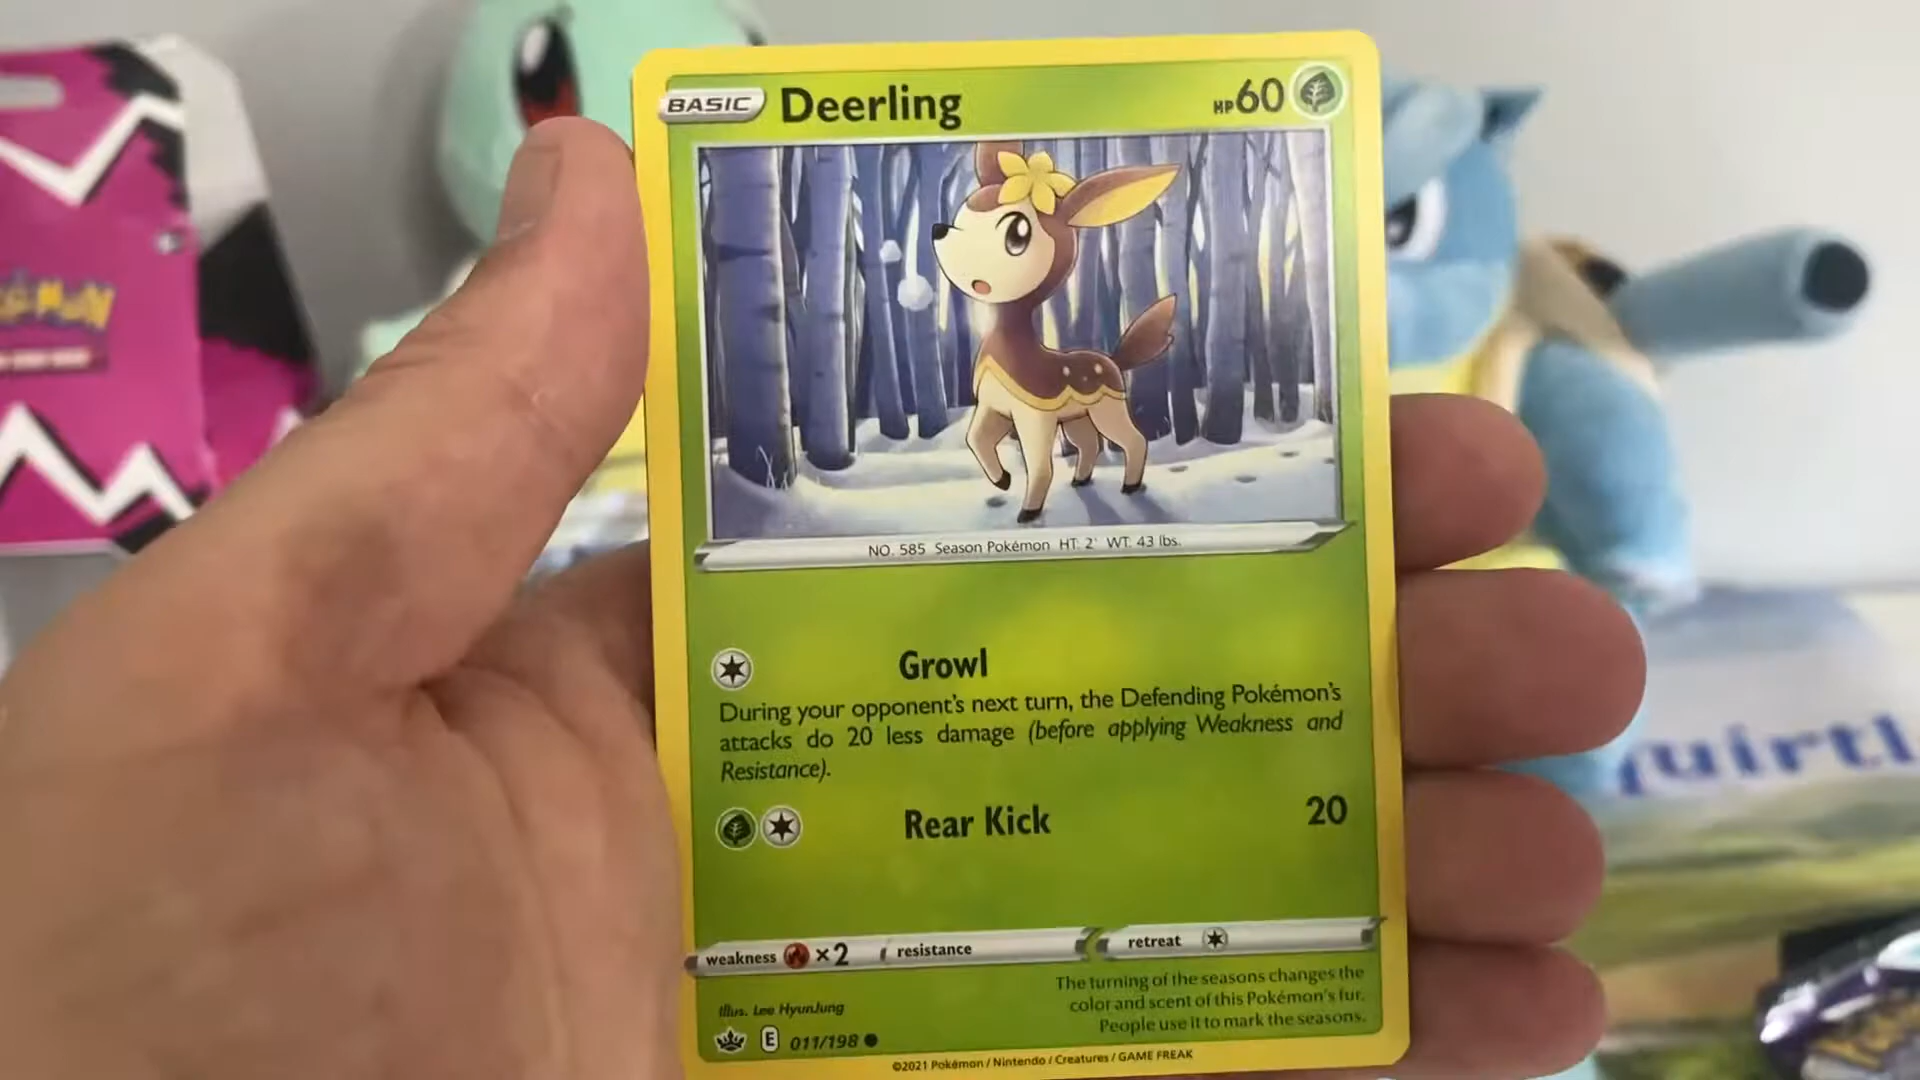 BASIC Deerling HP60
NO. 585 Season Pokémon HT: 2' WT: 43 lbs.
Growl
During your opponent's next turn, the Defending Pokémon's
attacks do 20 less damage (before applying Weakness and
Resistance).
Rear Kick 20
weakness ×2 resistance retreat
The turning of the seasons changes the
color and scent of this Pokémon's fur.
People use it to mark the seasons.
Illus. Lee HyunJung
E 011/198
©2021 Pokémon / Nintendo / Creatures / GAME FREAK